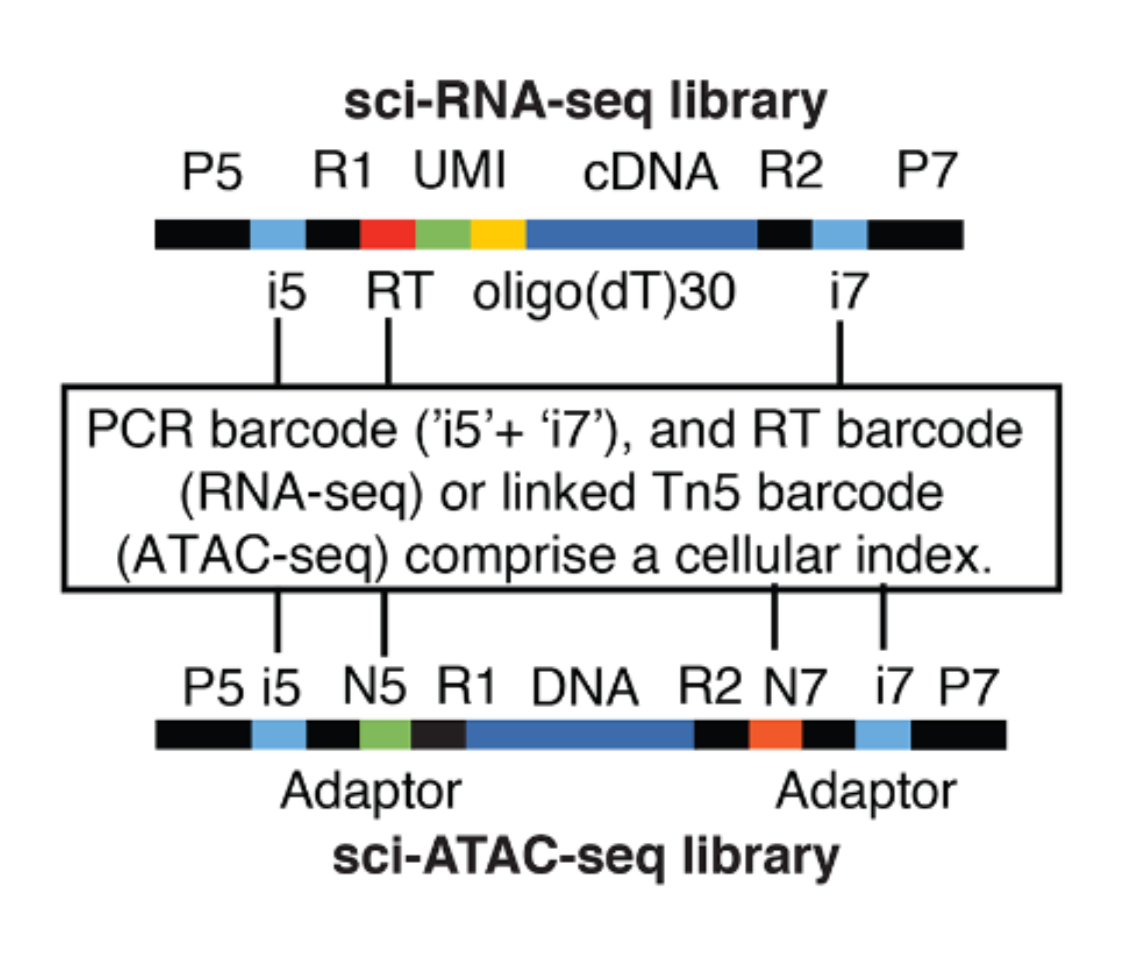 sci-RNA-seq library
P5 R1 UMI cDNA R2 P7
i5 RT oligo(dT)30 i7
PCR barcode (’i5’+ ‘i7’), and RT barcode
(RNA-seq) or linked Tn5 barcode
(ATAC-seq) comprise a cellular index.
P5 i5 N5 R1 DNA R2 N7 i7 P7
Adaptor Adaptor
sci-ATAC-seq library